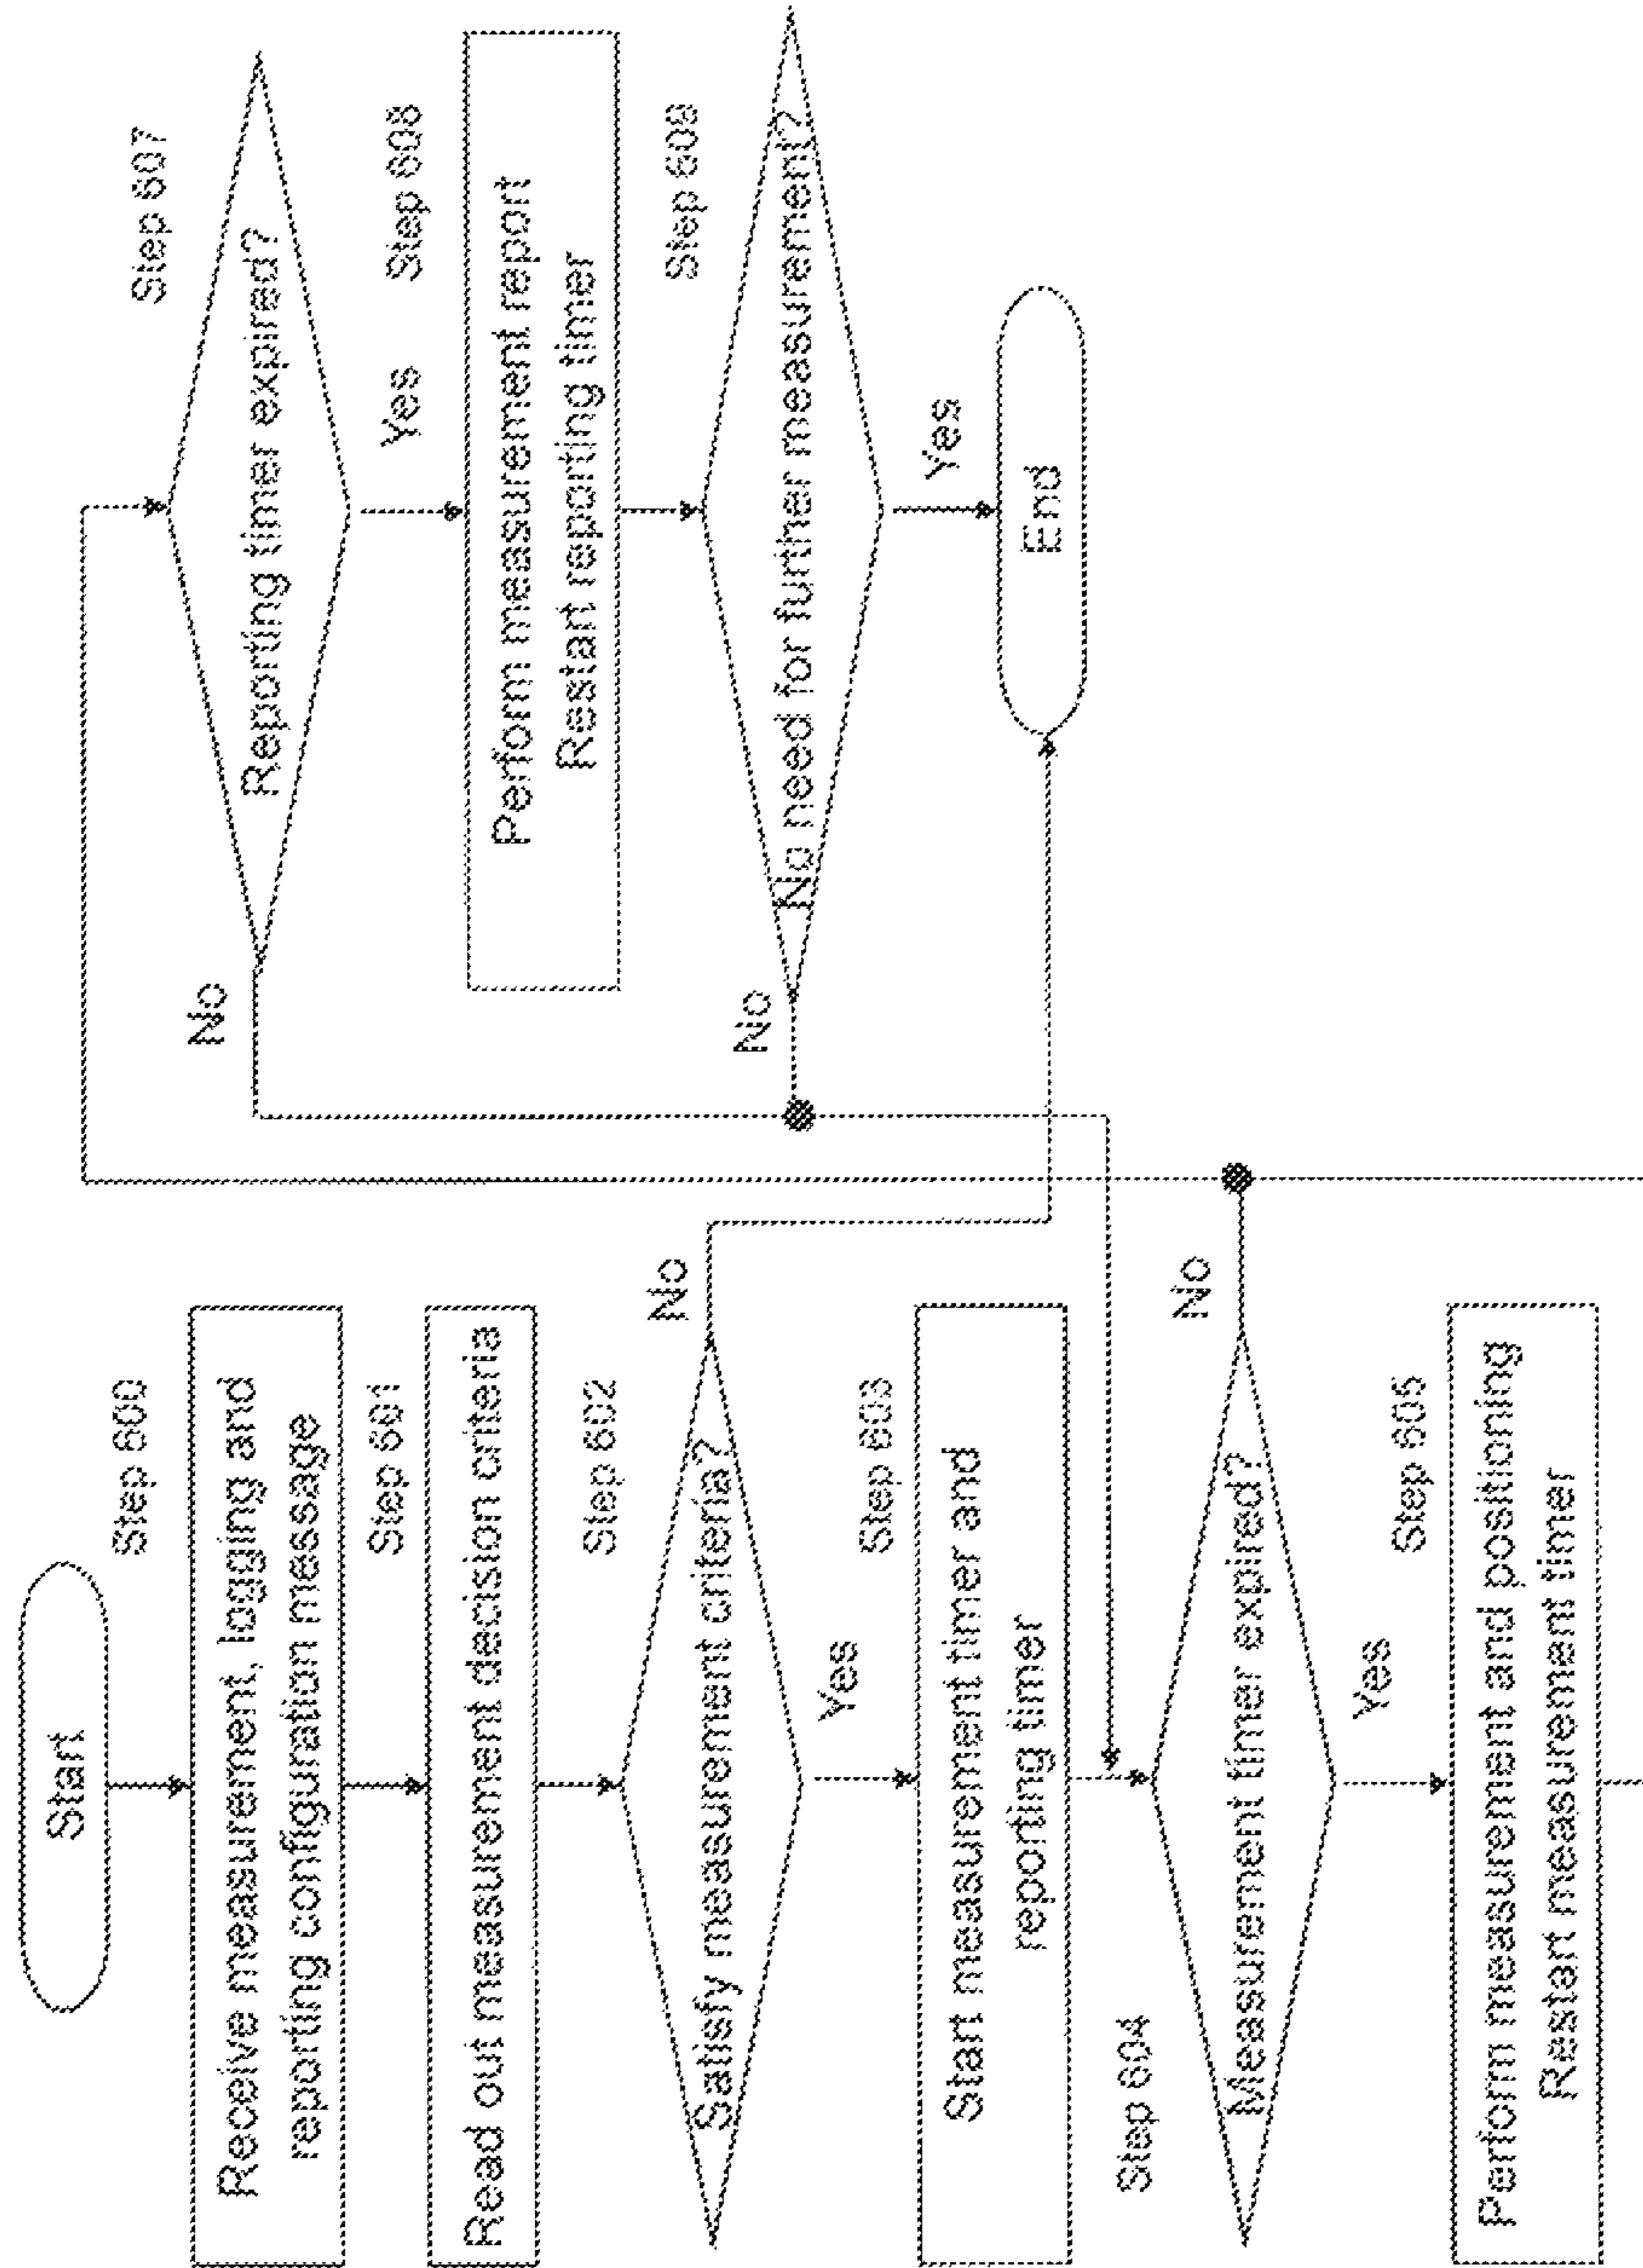 Start
Step 600
Receive measurement, logging and
reporting configuration message
Step 601
Read out measurement decision criteria
Step 602
Satisfy measurement criteria?
No
Yes
Step 603
Start measurement timer and
reporting timer
Step 604
Measurement timer expired?
No
Yes
Step 605
Perform measurement and positioning
Restart measurement timer
Step 607
Reporting timer expired?
No
Yes
Step 608
Perform measurement report
Restart reporting timer
Step 609
No need for further measurement?
No
Yes
End